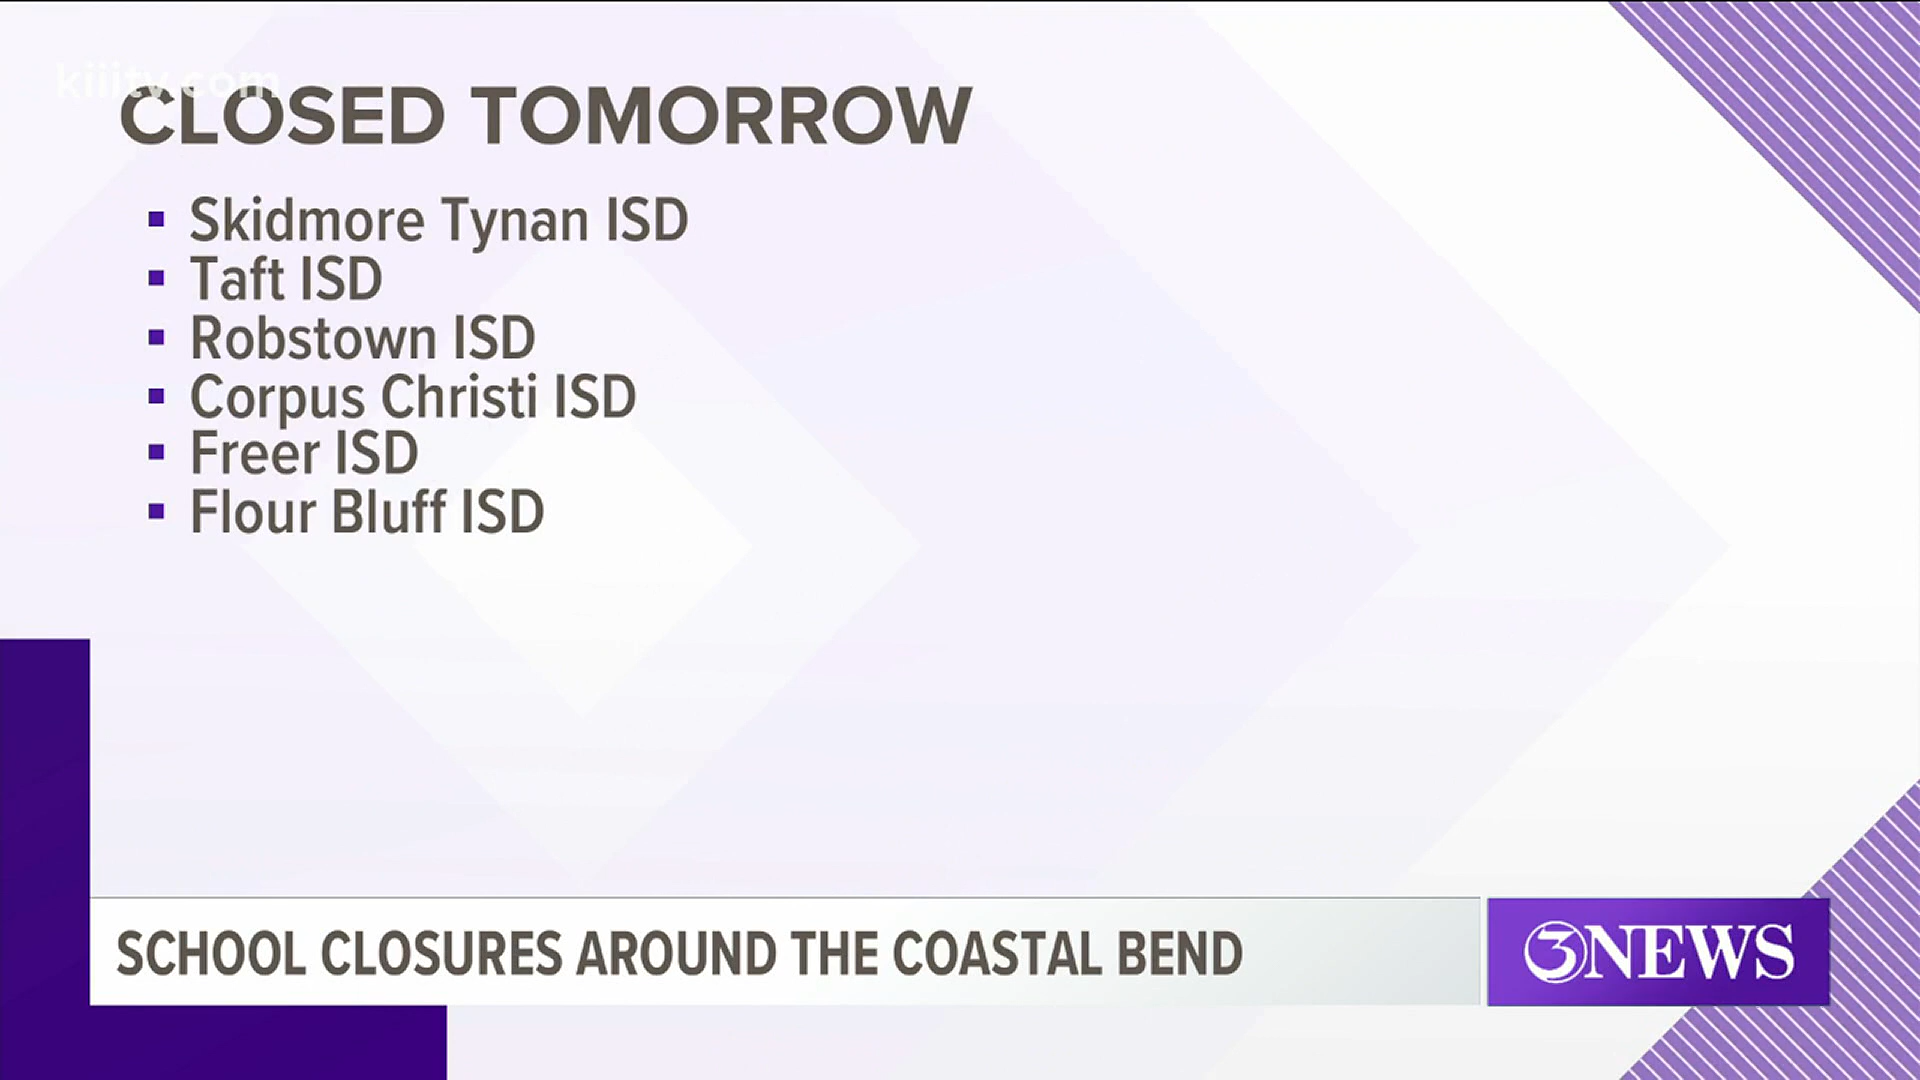 kiiitv.com
CLOSED TOMORROW
▪ Skidmore Tynan ISD
▪ Taft ISD
▪ Robstown ISD
▪ Corpus Christi ISD
▪ Freer ISD
▪ Flour Bluff ISD
SCHOOL CLOSURES AROUND THE COASTAL BEND
3NEWS